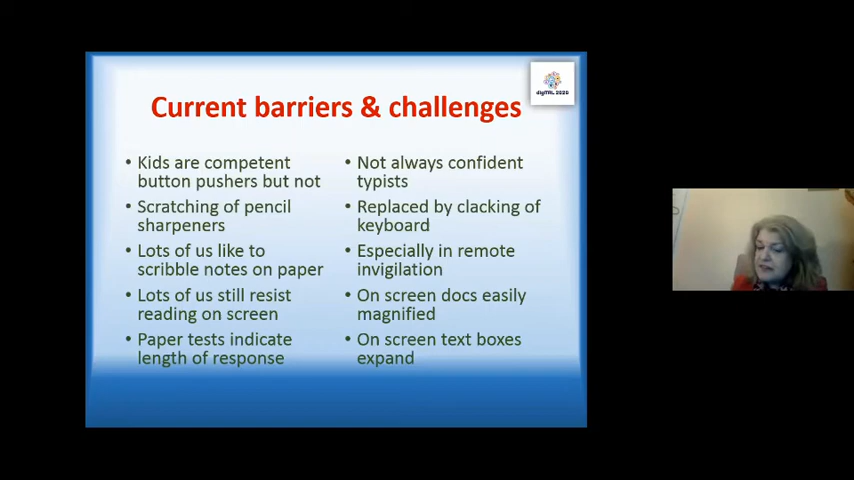 digiTAL 2020
Current barriers & challenges
• Kids are competent
button pushers but not
• Scratching of pencil
sharpeners
• Lots of us like to
scribble notes on paper
• Lots of us still resist
reading on screen
• Paper tests indicate
length of response
• Not always confident
typists
• Replaced by clacking of
keyboard
• Especially in remote
invigilation
• On screen docs easily
magnified
• On screen text boxes
expand